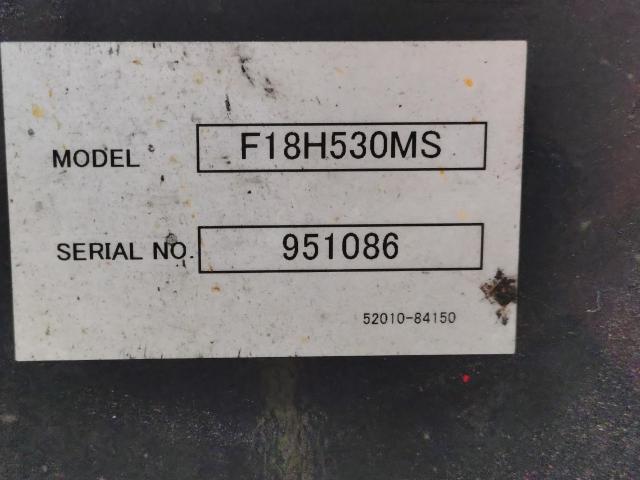 MODEL F18H530MS
SERIAL NO. 951086
52010-84150